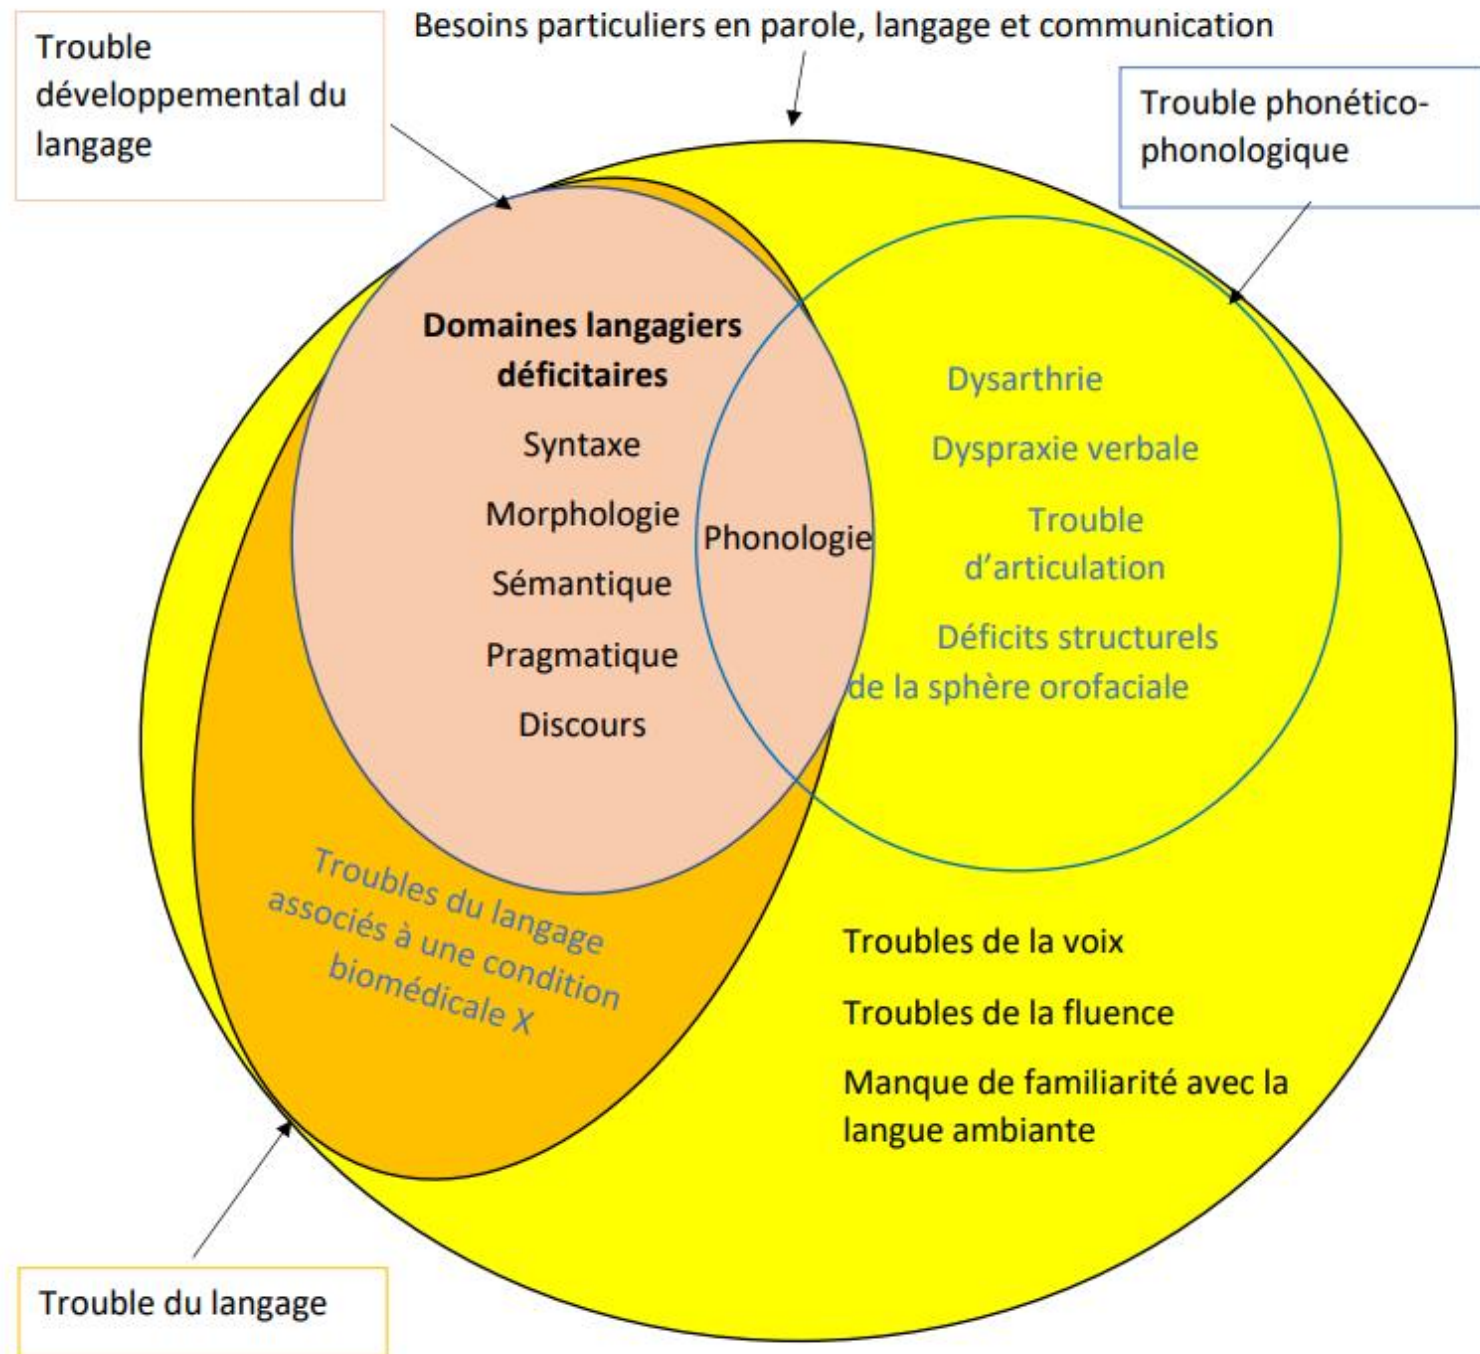 Besoins particuliers en parole, langage et communication
Trouble
développemental du
langage
Trouble phonético-
phonologique
Domaines langagiers
déficitaires
Syntaxe
Morphologie
Sémantique
Pragmatique
Discours
Phonologie
Dysarthrie
Dyspraxie verbale
Trouble
d’articulation
Déficits structurels
de la sphère orofaciale
Troubles du langage
associés à une condition
biomédicale X
Troubles de la voix
Troubles de la fluence
Manque de familiarité avec la
langue ambiante
Trouble du langage